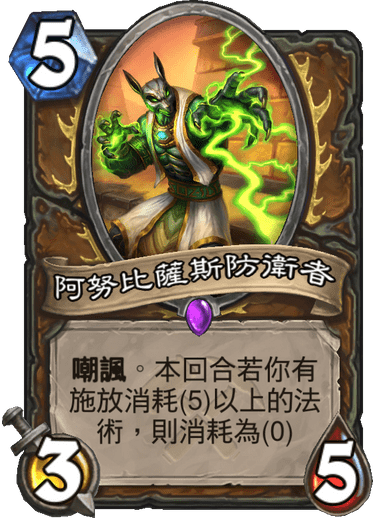 5
阿努比薩斯防衛者
嘲諷。本回合若你有
施放消耗(5)以上的法
術，則消耗為(0)
3
5